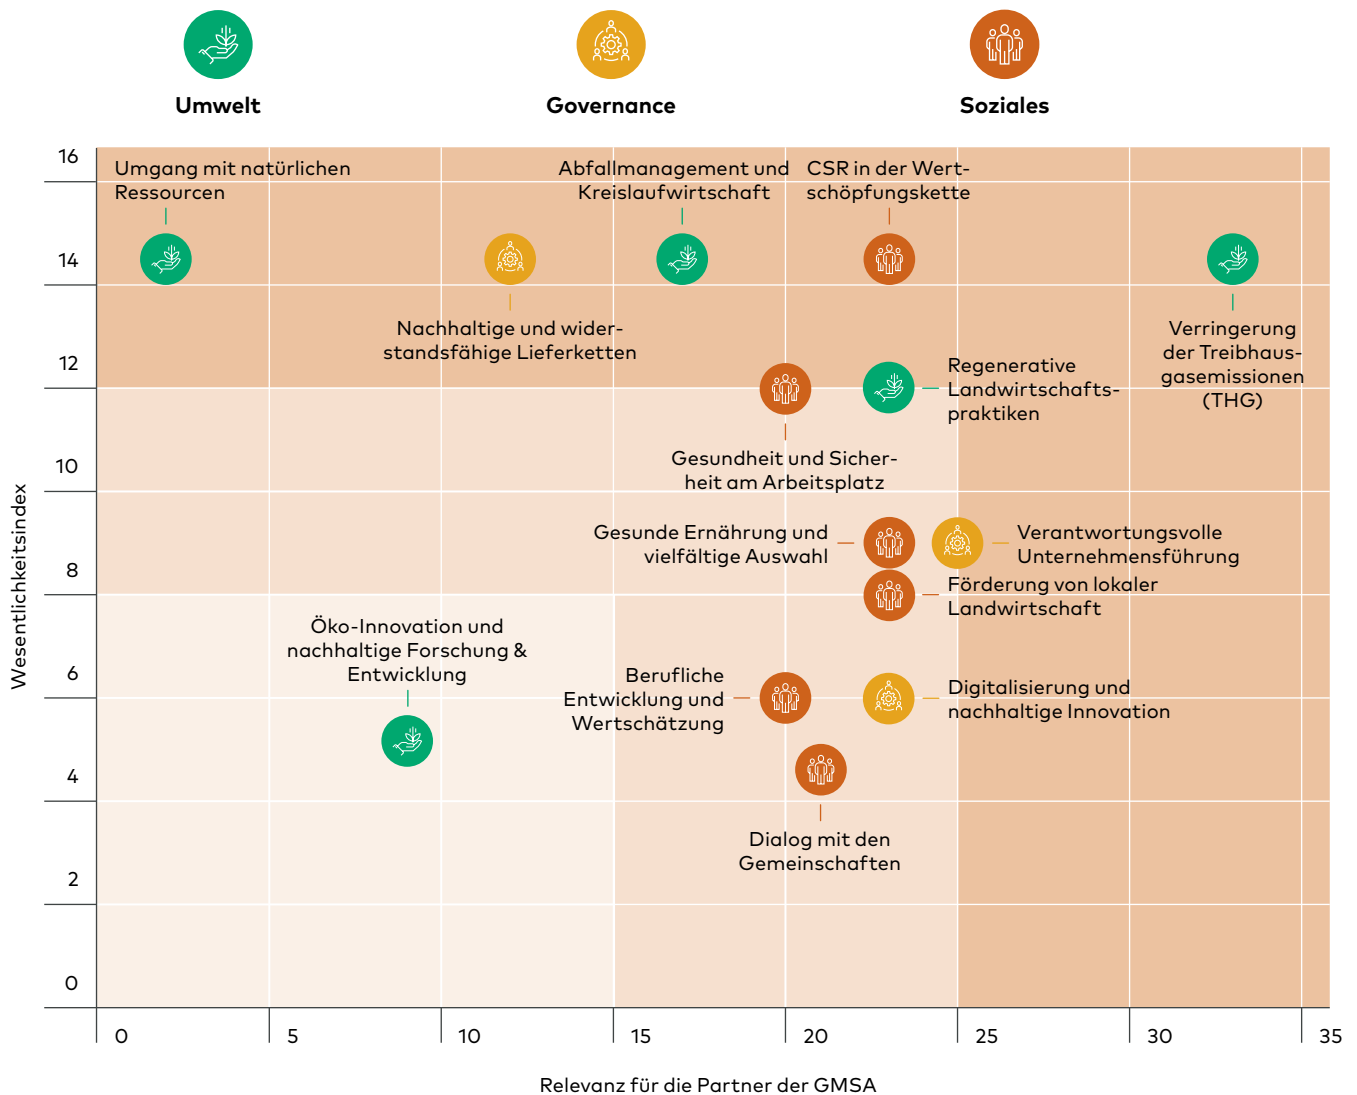 Umwelt
Governance
Soziales
16
Umgang mit natürlichen
Ressourcen
Abfallmanagement und
Kreislaufwirtschaft
CSR in der Wert-
schöpfungskette
14
Nachhaltige und wider-
standsfähige Lieferketten
Verringerung
der Treibhaus-
gasemissionen
(THG)
12
Regenerative
Landwirtschafts-
praktiken
10
Gesundheit und Sicher-
heit am Arbeitsplatz
Wesentlichkeitsindex
Gesunde Ernährung und
vielfältige Auswahl
Verantwortungsvolle
Unternehmensführung
8
Förderung von lokaler
Landwirtschaft
Öko-Innovation und
nachhaltige Forschung &
Entwicklung
6
Berufliche
Entwicklung und
Wertschätzung
Digitalisierung und
nachhaltige Innovation
4
Dialog mit den
Gemeinschaften
2
0
0
5
10
15
20
25
30
35
Relevanz für die Partner der GMSA